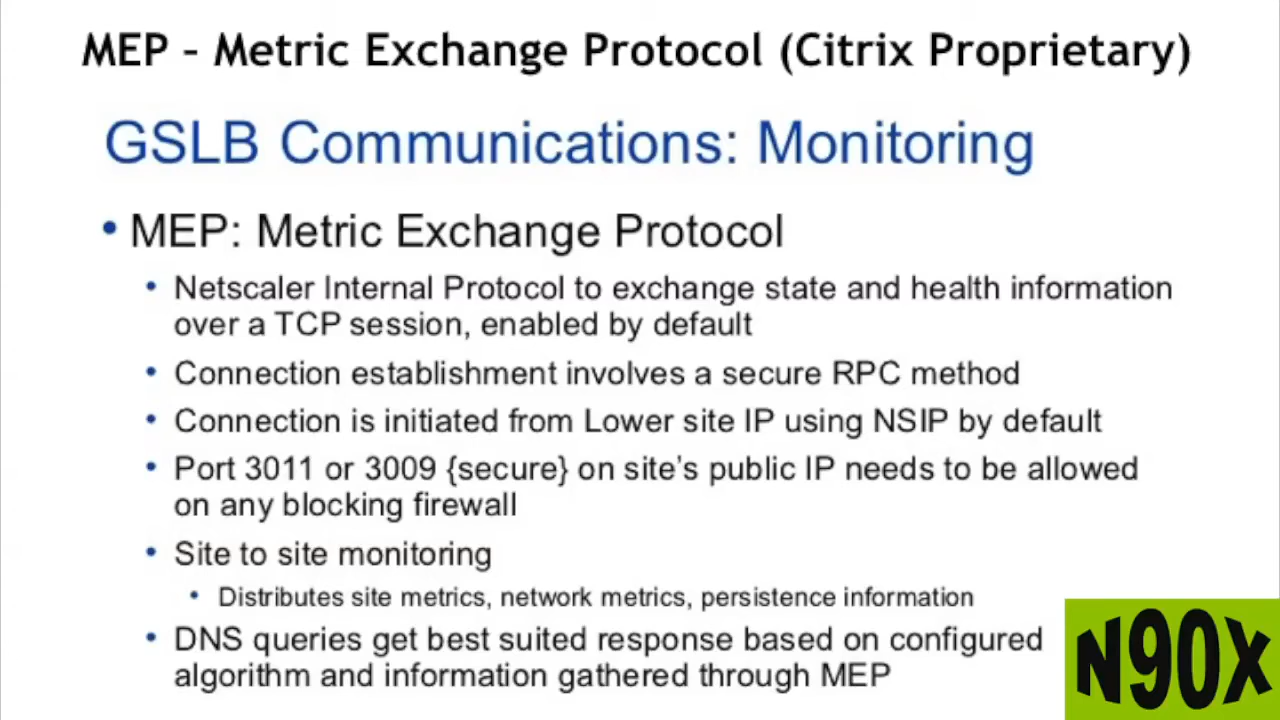 MEP – Metric Exchange Protocol (Citrix Proprietary)
GSLB Communications: Monitoring
• MEP: Metric Exchange Protocol
• Netscaler Internal Protocol to exchange state and health information
over a TCP session, enabled by default
• Connection establishment involves a secure RPC method
• Connection is initiated from Lower site IP using NSIP by default
• Port 3011 or 3009 {secure} on site's public IP needs to be allowed
on any blocking firewall
• Site to site monitoring
• Distributes site metrics, network metrics, persistence information
• DNS queries get best suited response based on configured
algorithm and information gathered through MEP
N90X